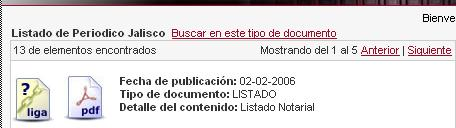 Bienve
Listado de Periodico Jalisco Buscar en este tipo de documento
13 de elementos encontrados Mostrando del 1 al 5 Anterior | Siguiente
? liga pdf
Fecha de publicación: 02-02-2006
Tipo de documento: LISTADO
Detalle del contenido: Listado Notarial